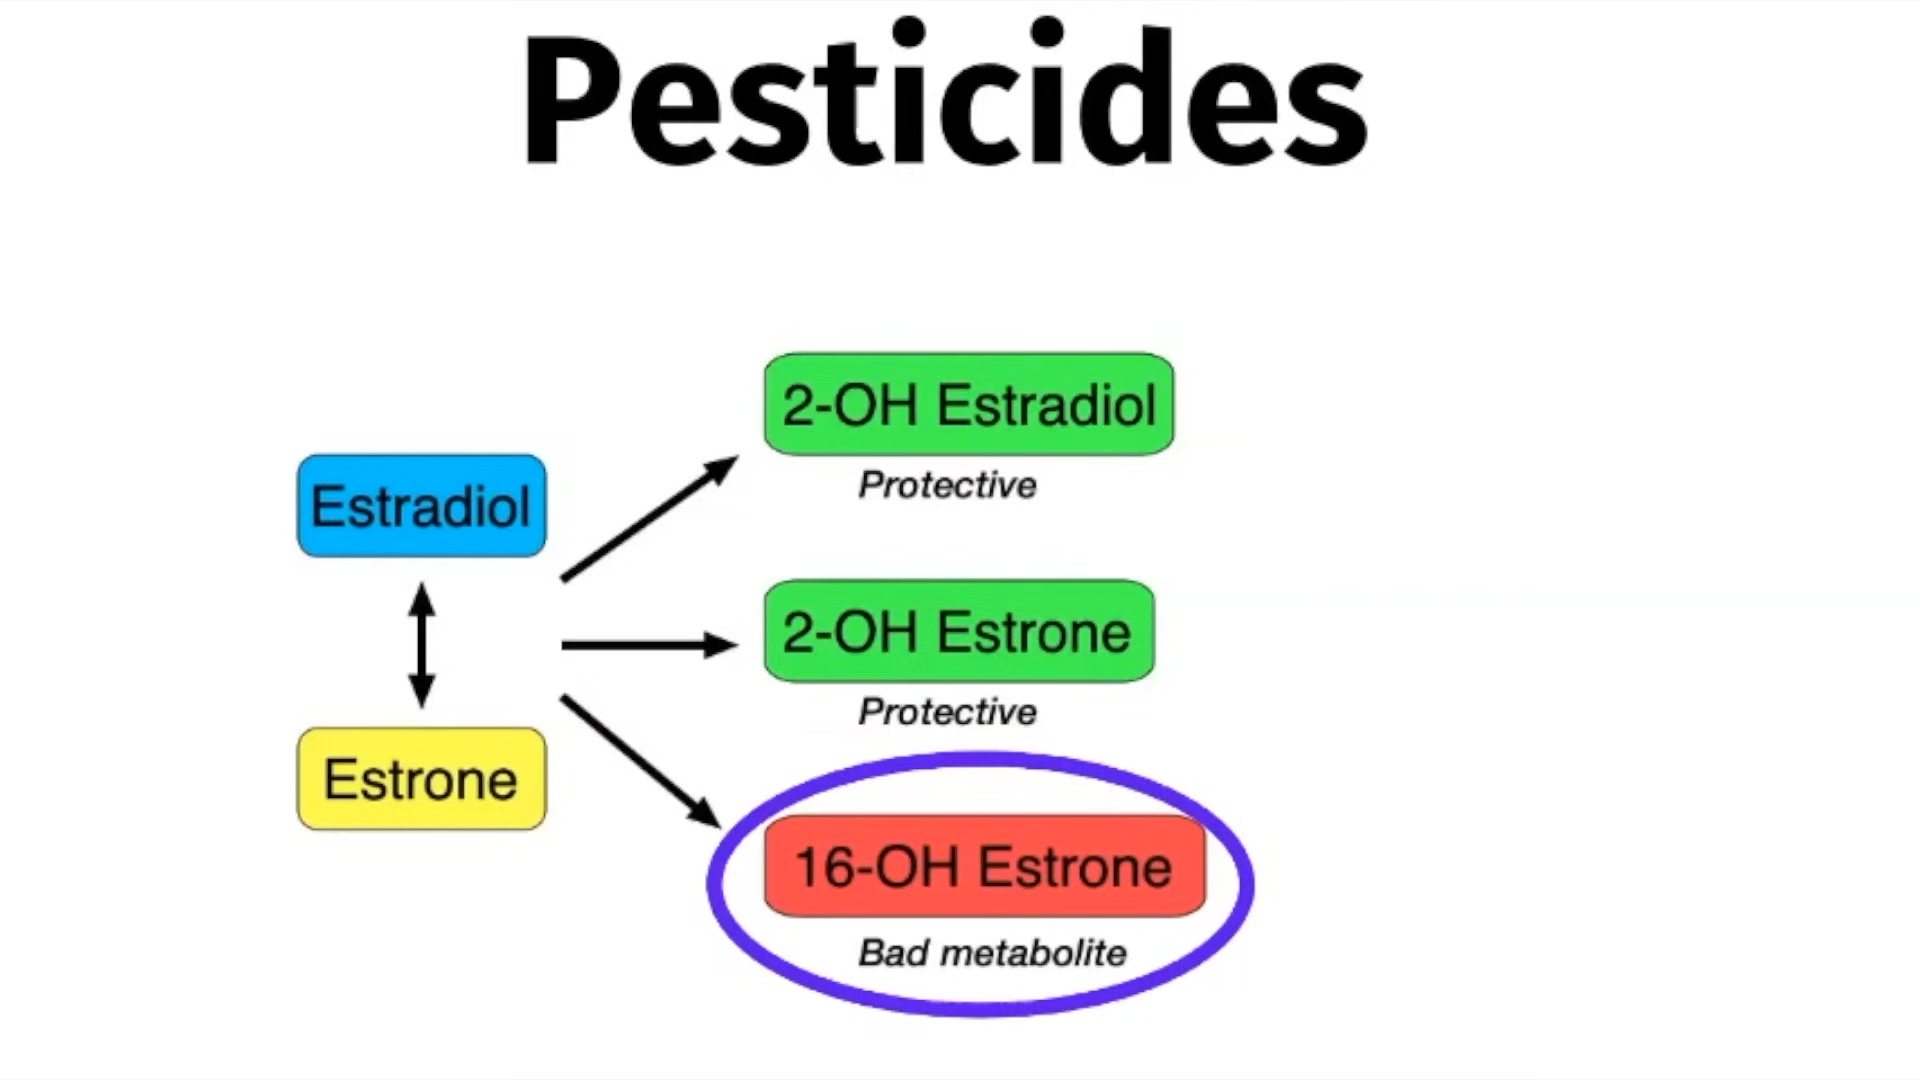 Pesticides
2-OH Estradiol
Protective
Estradiol
2-OH Estrone
Protective
Estrone
16-OH Estrone
Bad metabolite